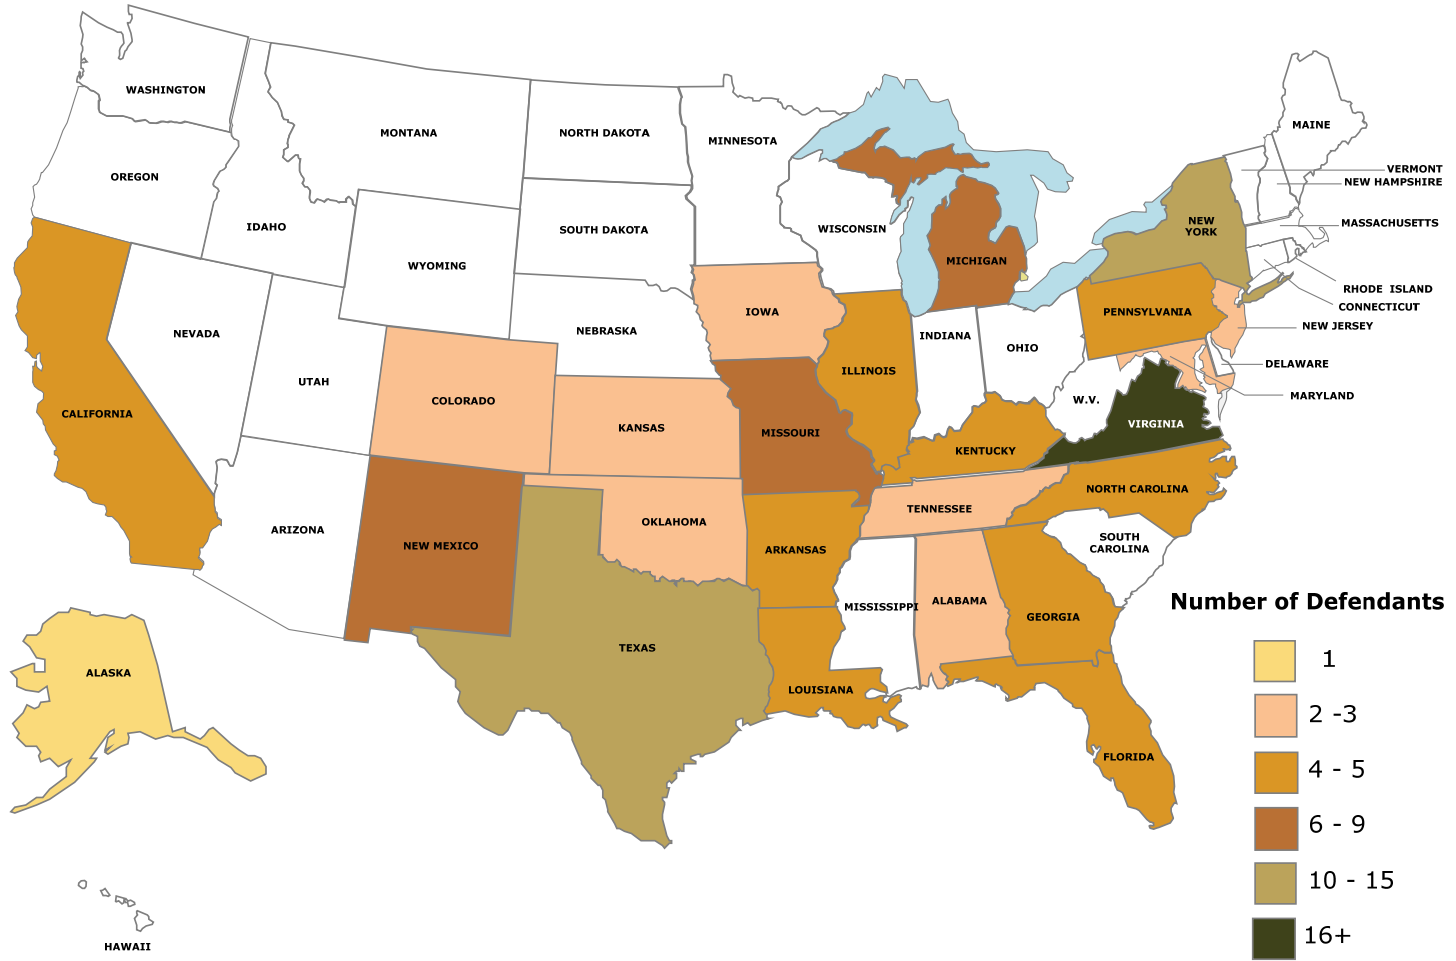 WASHINGTON
MONTANA
NORTH DAKOTA
MINNESOTA
MAINE
OREGON
VERMONT
NEW HAMPSHIRE
IDAHO
SOUTH DAKOTA
WISCONSIN
NEW
YORK
MASSACHUSETTS
WYOMING
MICHIGAN
RHODE ISLAND
CONNECTICUT
NEVADA
NEBRASKA
IOWA
INDIANA
OHIO
PENNSYLVANIA
NEW JERSEY
DELAWARE
UTAH
COLORADO
KANSAS
ILLINOIS
W.V.
MARYLAND
CALIFORNIA
MISSOURI
KENTUCKY
VIRGINIA
NORTH CAROLINA
ARIZONA
NEW MEXICO
OKLAHOMA
ARKANSAS
TENNESSEE
SOUTH
CAROLINA
MISSISSIPPI
ALABAMA
GEORGIA
TEXAS
LOUISIANA
FLORIDA
ALASKA
HAWAII
Number of Defendants
1
2 -3
4 - 5
6 - 9
10 - 15
16+